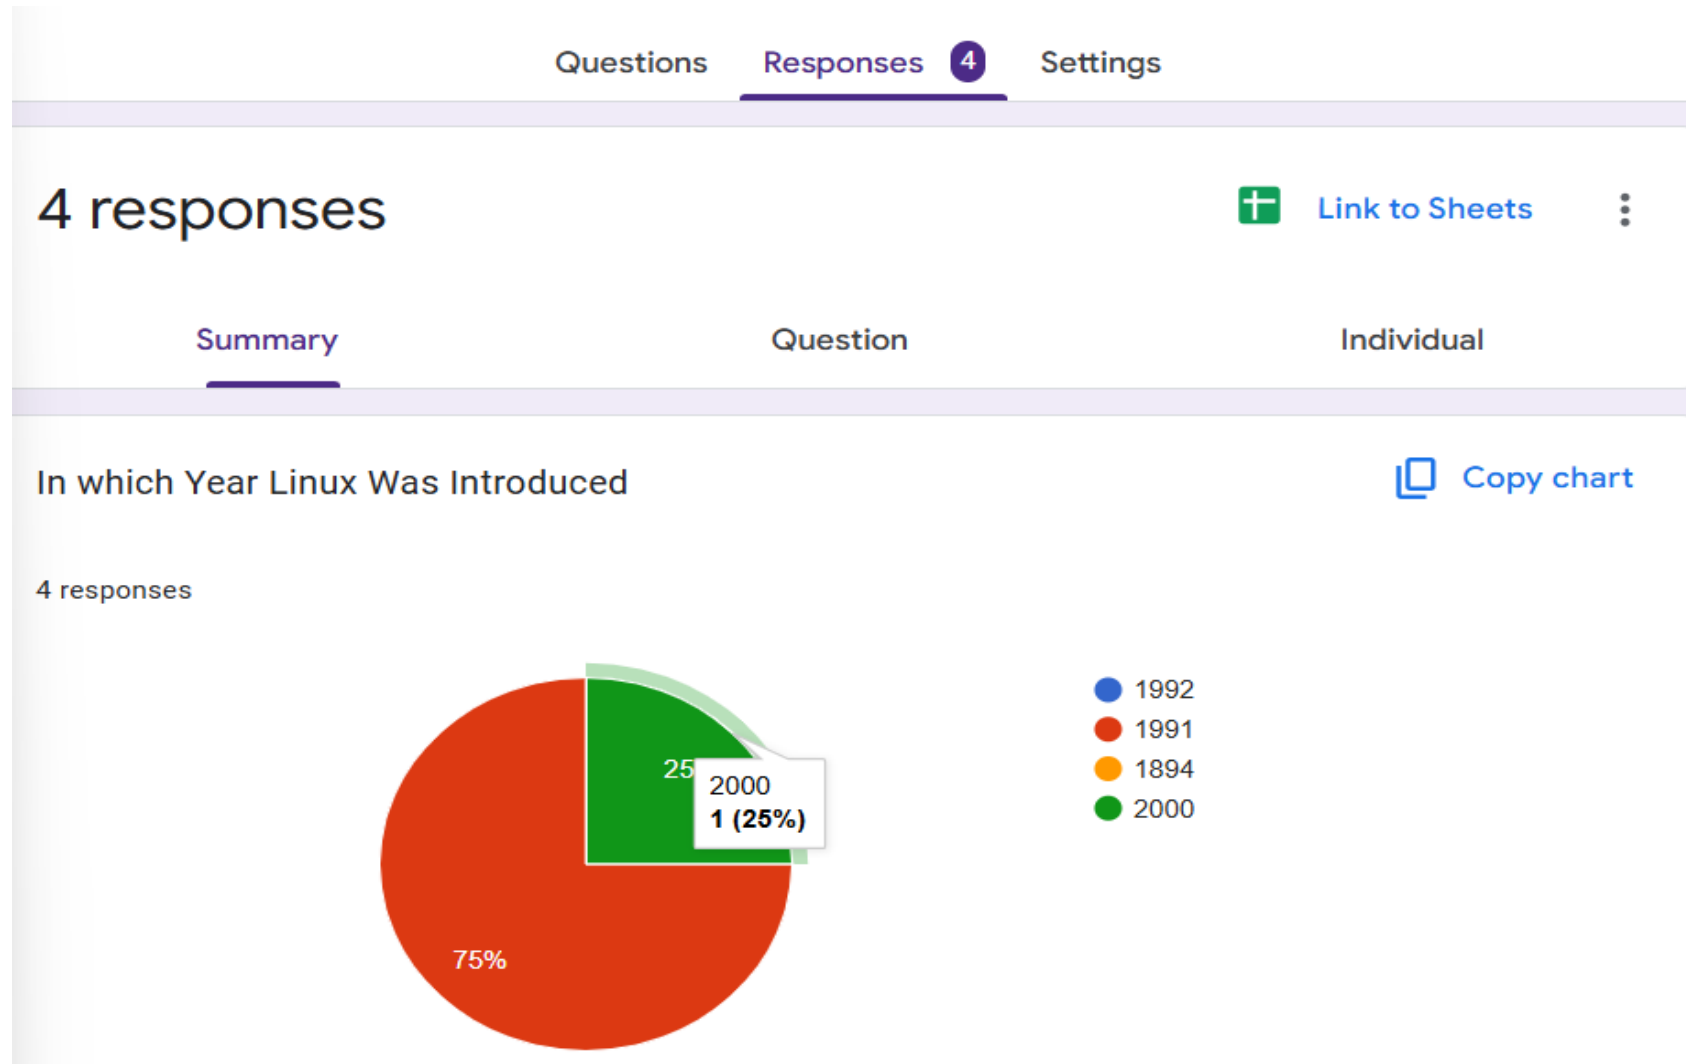 Questions Responses 4 Settings
4 responses
Link to Sheets
Summary Question Individual
In which Year Linux Was Introduced
Copy chart
4 responses
1992
1991
1894
2000
25
2000
1 (25%)
75%